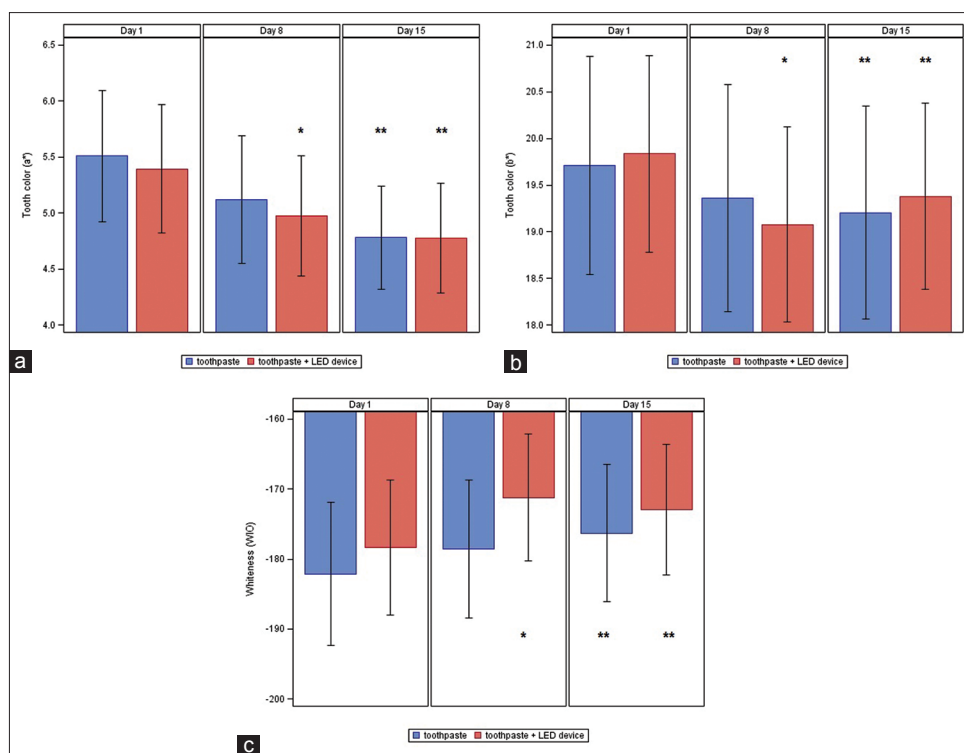 Day 1 Day 8 Day 15
6.5
6.0
5.5
5.0
4.5
4.0
Tooth color (a*)
* ** **
toothpaste toothpaste + LED device
a
Day 1 Day 8 Day 15
21.0
20.5
20.0
19.5
19.0
18.5
18.0
Tooth color (b*)
* ** **
toothpaste toothpaste + LED device
b
Day 1 Day 8 Day 15
-160
-170
-180
-190
-200
Whiteness (WIO)
* ** **
toothpaste toothpaste + LED device
c